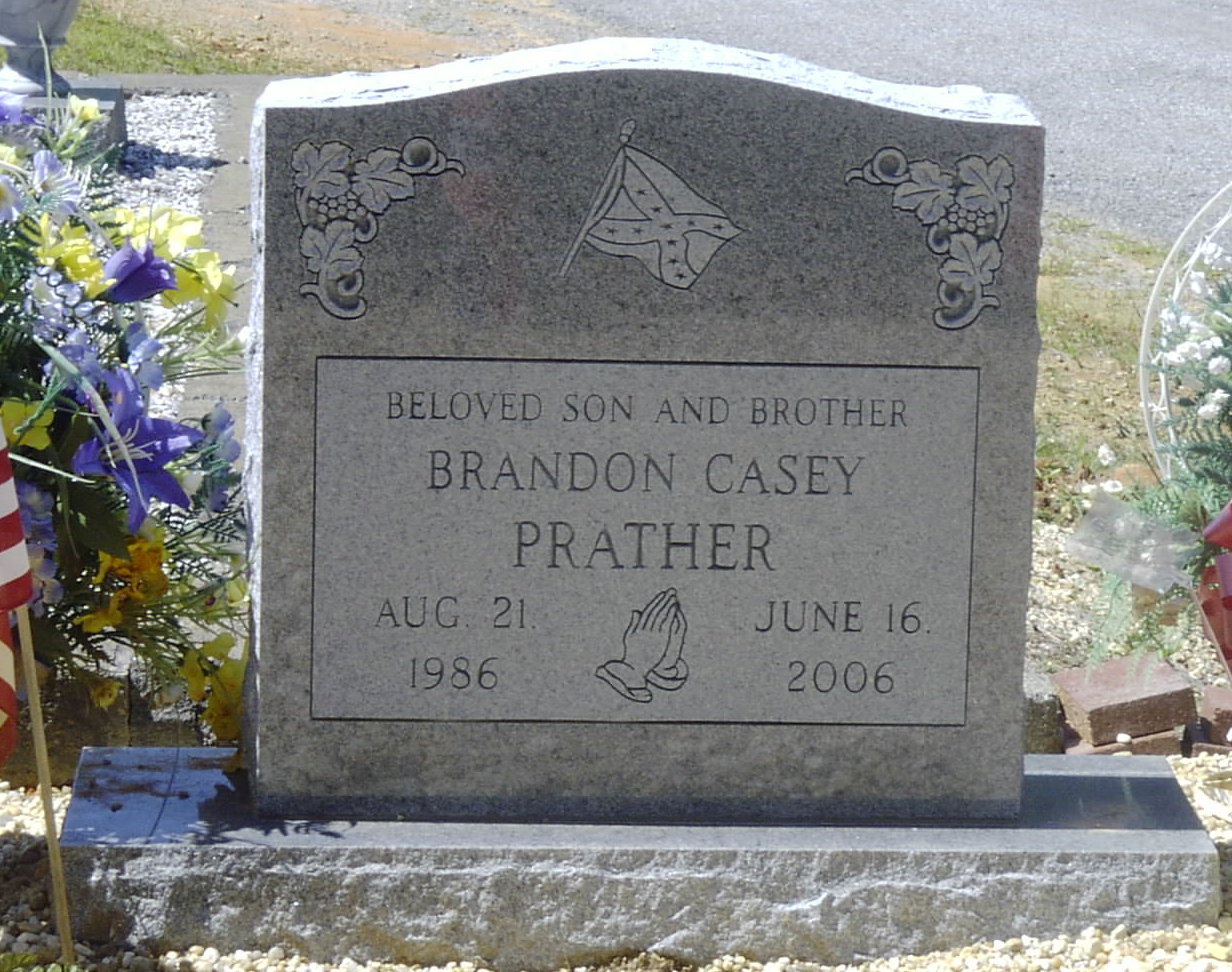 BELOVED SON AND BROTHER
BRANDON CASEY
PRATHER
AUG. 21. JUNE 16.
1986 2006